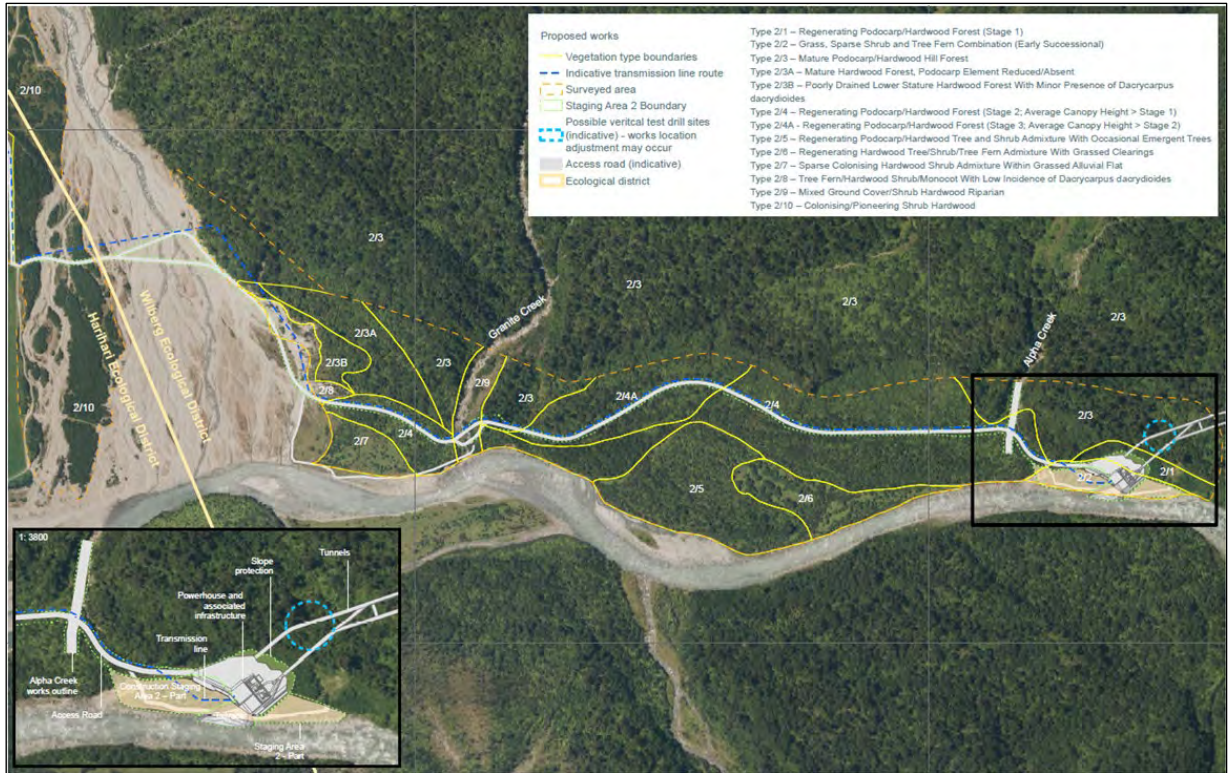 Proposed works
Vegetation type boundaries
Indicative transmission line route
Surveyed area
Staging Area 2 Boundary
Possible veritcal test drill sites
(indicative) - works location
adjustment may occur
Access road (indicative)
Ecological district
Type 2/1 – Regenerating Podocarp/Hardwood Forest (Stage 1)
Type 2/2 – Grass, Sparse Shrub and Tree Fern Combination (Early Successional)
Type 2/3 – Mature Podocarp/Hardwood Hill Forest
Type 2/3A – Mature Hardwood Forest, Podocarp Element Reduced/Absent
Type 2/3B – Poorly Drained Lower Stature Hardwood Forest With Minor Presence of Dacrycarpus
dacrydioides
Type 2/4 – Regenerating Podocarp/Hardwood Forest (Stage 2; Average Canopy Height > Stage 1)
Type 2/4A - Regenerating Podocarp/Hardwood Forest (Stage 3; Average Canopy Height > Stage 2)
Type 2/5 – Regenerating Podocarp/Hardwood Tree and Shrub Admixture With Occasional Emergent Trees
Type 2/6 – Regenerating Hardwood Tree/Shrub/Tree Fern Admixture With Grassed Clearings
Type 2/7 – Sparse Colonising Hardwood Shrub Admixture Within Grassed Alluvial Flat
Type 2/8 – Tree Fern/Hardwood Shrub/Monocot With Low Incidence of Dacrycarpus dacrydioides
Type 2/9 – Mixed Ground Cover/Shrub Hardwood Riparian
Type 2/10 – Colonising/Pioneering Shrub Hardwood
2/10
2/3
2/3
2/3
2/3
Granite Creek
Alpha Creek
Wilberg Ecological District
Harihari Ecological District
2/3A
2/3B
2/3
2/9
2/3
2/8
2/4A
2/4
2/3
2/10
2/7
2/4
2/5
2/6
2/2
2/1
1: 3800
Tunnels
Slope
protection
Powerhouse and
associated
infrastructure
Transmission
line
Alpha Creek
works outline
Construction Staging
Area 2 – Part
Access Road
Staging Area
2 - Part